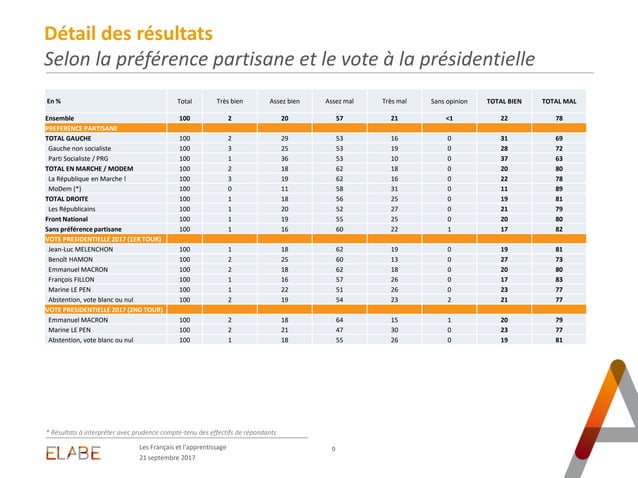 Détail des résultats
Selon la préférence partisane et le vote à la présidentielle
En % Total Très bien Assez bien Assez mal Très mal Sans opinion TOTAL BIEN TOTAL MAL
Ensemble 100 2 20 57 21 <1 22 78
PREFERENCE PARTISANE
TOTAL GAUCHE 100 2 29 53 16 0 31 69
Gauche non socialiste 100 3 25 53 19 0 28 72
Parti Socialiste / PRG 100 1 36 53 10 0 37 63
TOTAL EN MARCHE / MODEM 100 2 18 62 18 0 20 80
La République en Marche ! 100 3 19 62 16 0 22 78
MoDem (*) 100 0 11 58 31 0 11 89
TOTAL DROITE 100 1 18 56 25 0 19 81
Les Républicains 100 1 20 52 27 0 21 79
Front National 100 1 19 55 25 0 20 80
Sans préférence partisane 100 1 16 60 22 1 17 82
VOTE PRESIDENTIELLE 2017 (1ER TOUR)
Jean-Luc MELENCHON 100 1 18 62 19 0 19 81
Benoît HAMON 100 2 25 60 13 0 27 73
Emmanuel MACRON 100 2 18 62 18 0 20 80
François FILLON 100 1 16 57 26 0 17 83
Marine LE PEN 100 1 22 51 26 0 23 77
Abstention, vote blanc ou nul 100 2 19 54 23 2 21 77
VOTE PRESIDENTIELLE 2017 (2ND TOUR)
Emmanuel MACRON 100 2 18 64 15 1 20 79
Marine LE PEN 100 2 21 47 30 0 23 77
Abstention, vote blanc ou nul 100 1 18 55 26 0 19 81
* Résultats à interpréter avec prudence compte-tenu des effectifs de répondants
ELABE
Les Français et l'apprentissage
21 septembre 2017
9